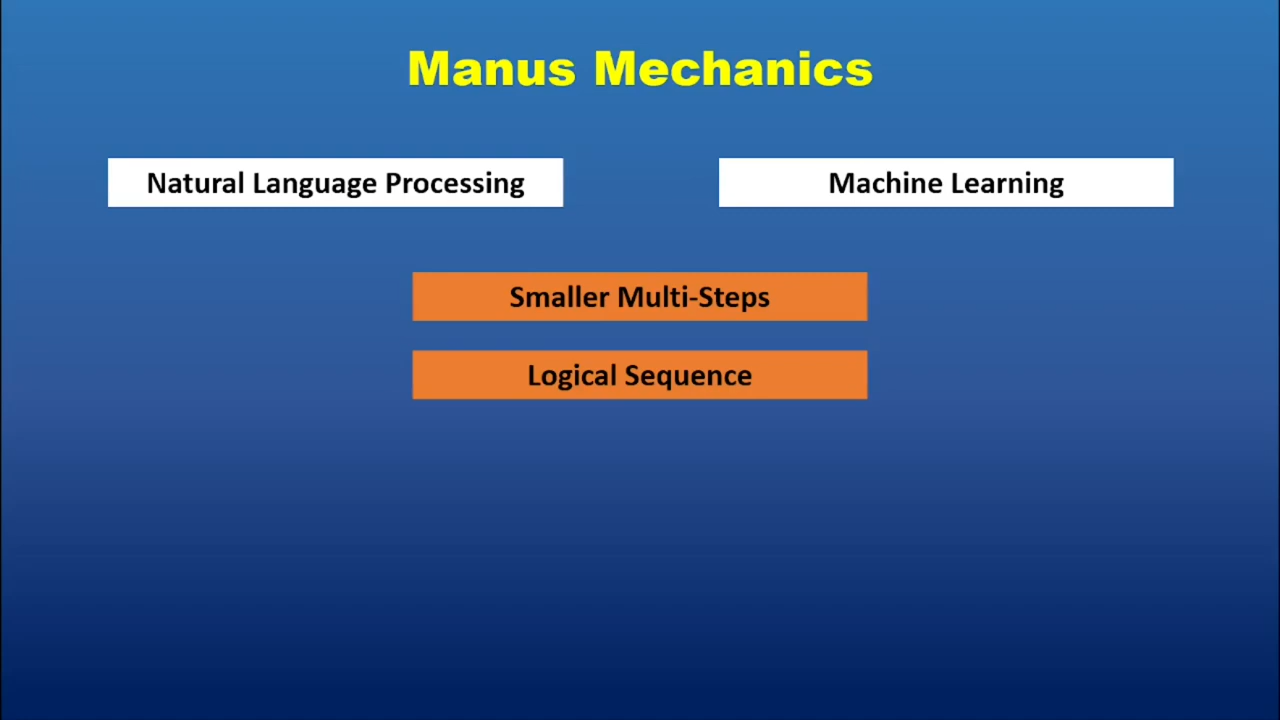 Manus Mechanics
Natural Language Processing
Machine Learning
Smaller Multi-Steps
Logical Sequence